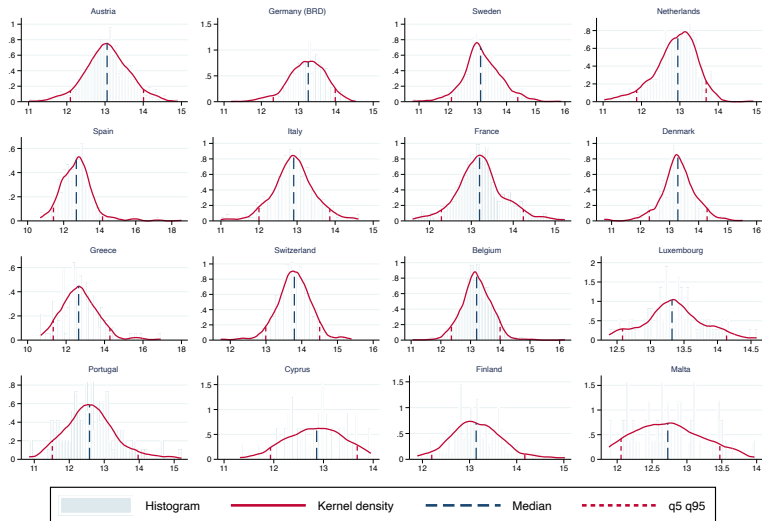 Austria
Germany (BRD)
Sweden
Netherlands
1
.8
.6
.4
.2
0
11 12 13 14 15
1.5
1
.5
0
11 12 13 14 15
1
.8
.6
.4
.2
0
11 12 13 14 15 16
.8
.6
.4
.2
0
11 12 13 14 15
Spain
Italy
France
Denmark
.6
.4
.2
0
10 12 14 16 18
1
.8
.6
.4
.2
0
11 12 13 14 15
1
.8
.6
.4
.2
0
12 13 14 15
1
.8
.6
.4
.2
0
11 12 13 14 15
Greece
Switzerland
Belgium
Luxembourg
.6
.4
.2
0
10 12 14 16 18
1
.8
.6
.4
.2
0
12 13 14 15 16
1
.8
.6
.4
.2
0
11 12 13 14 15 16
2
1.5
1
.5
0
12.5 13 13.5 14 14.5
Portugal
Cyprus
Finland
Malta
.8
.6
.4
.2
0
11 12 13 14 15
1.5
1
.5
0
11 12 13 14
1.5
1
.5
0
12 13 14 15
1.5
1
.5
0
12 12.5 13 13.5 14
Histogram Kernel density Median q5 q95